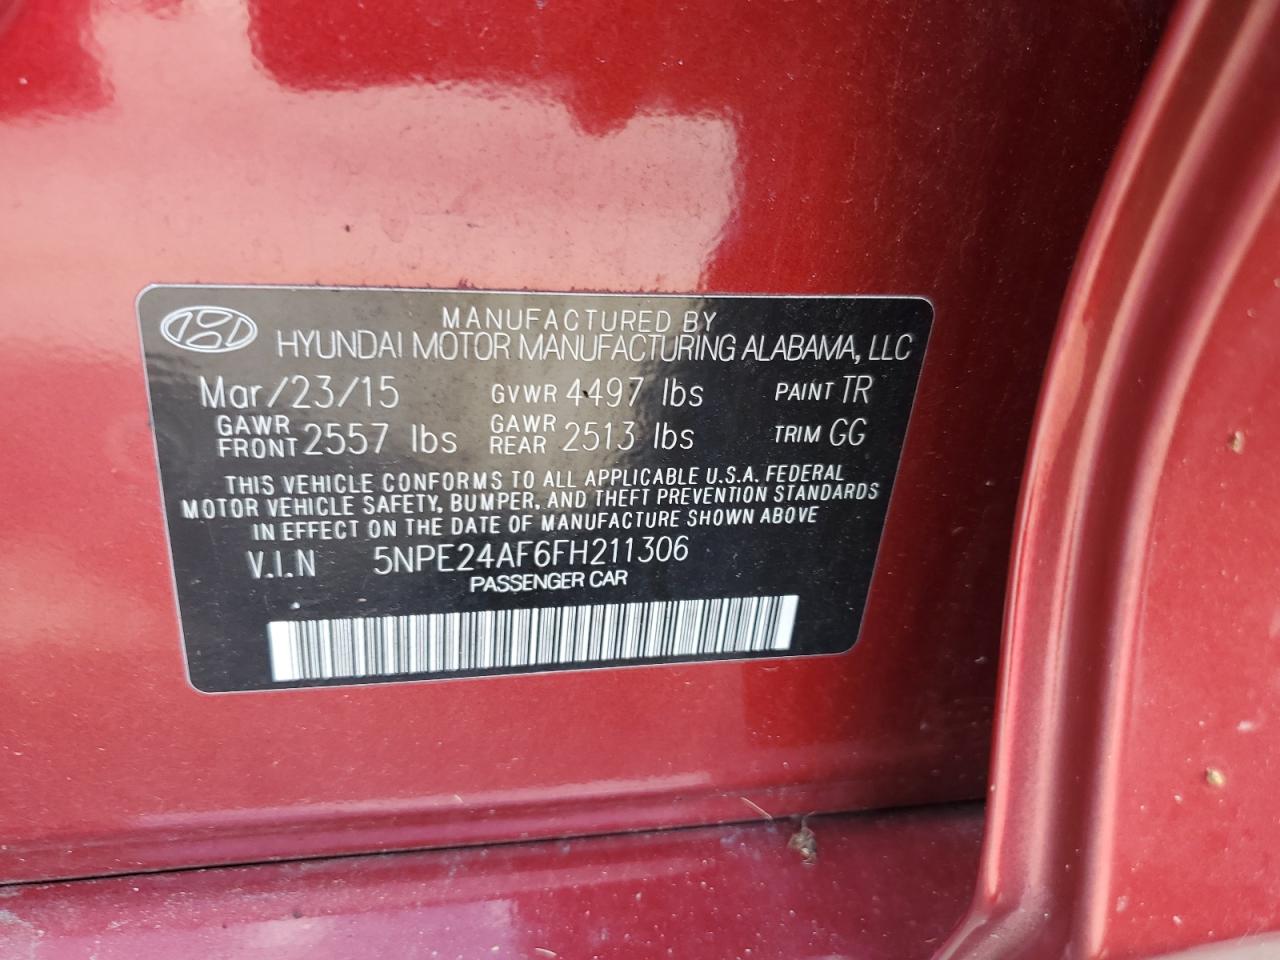 MANUFACTURED BY
HYUNDAI MOTOR MANUFACTURING ALABAMA, LLC
Mar/23/15 GVWR 4497 lbs PAINT TR
GAWR FRONT 2557 lbs GAWR REAR 2513 lbs TRIM GG
THIS VEHICLE CONFORMS TO ALL APPLICABLE U.S.A. FEDERAL
MOTOR VEHICLE SAFETY, BUMPER, AND THEFT PREVENTION STANDARDS
IN EFFECT ON THE DATE OF MANUFACTURE SHOWN ABOVE
V.I.N 5NPE24AF6FH211306
PASSENGER CAR